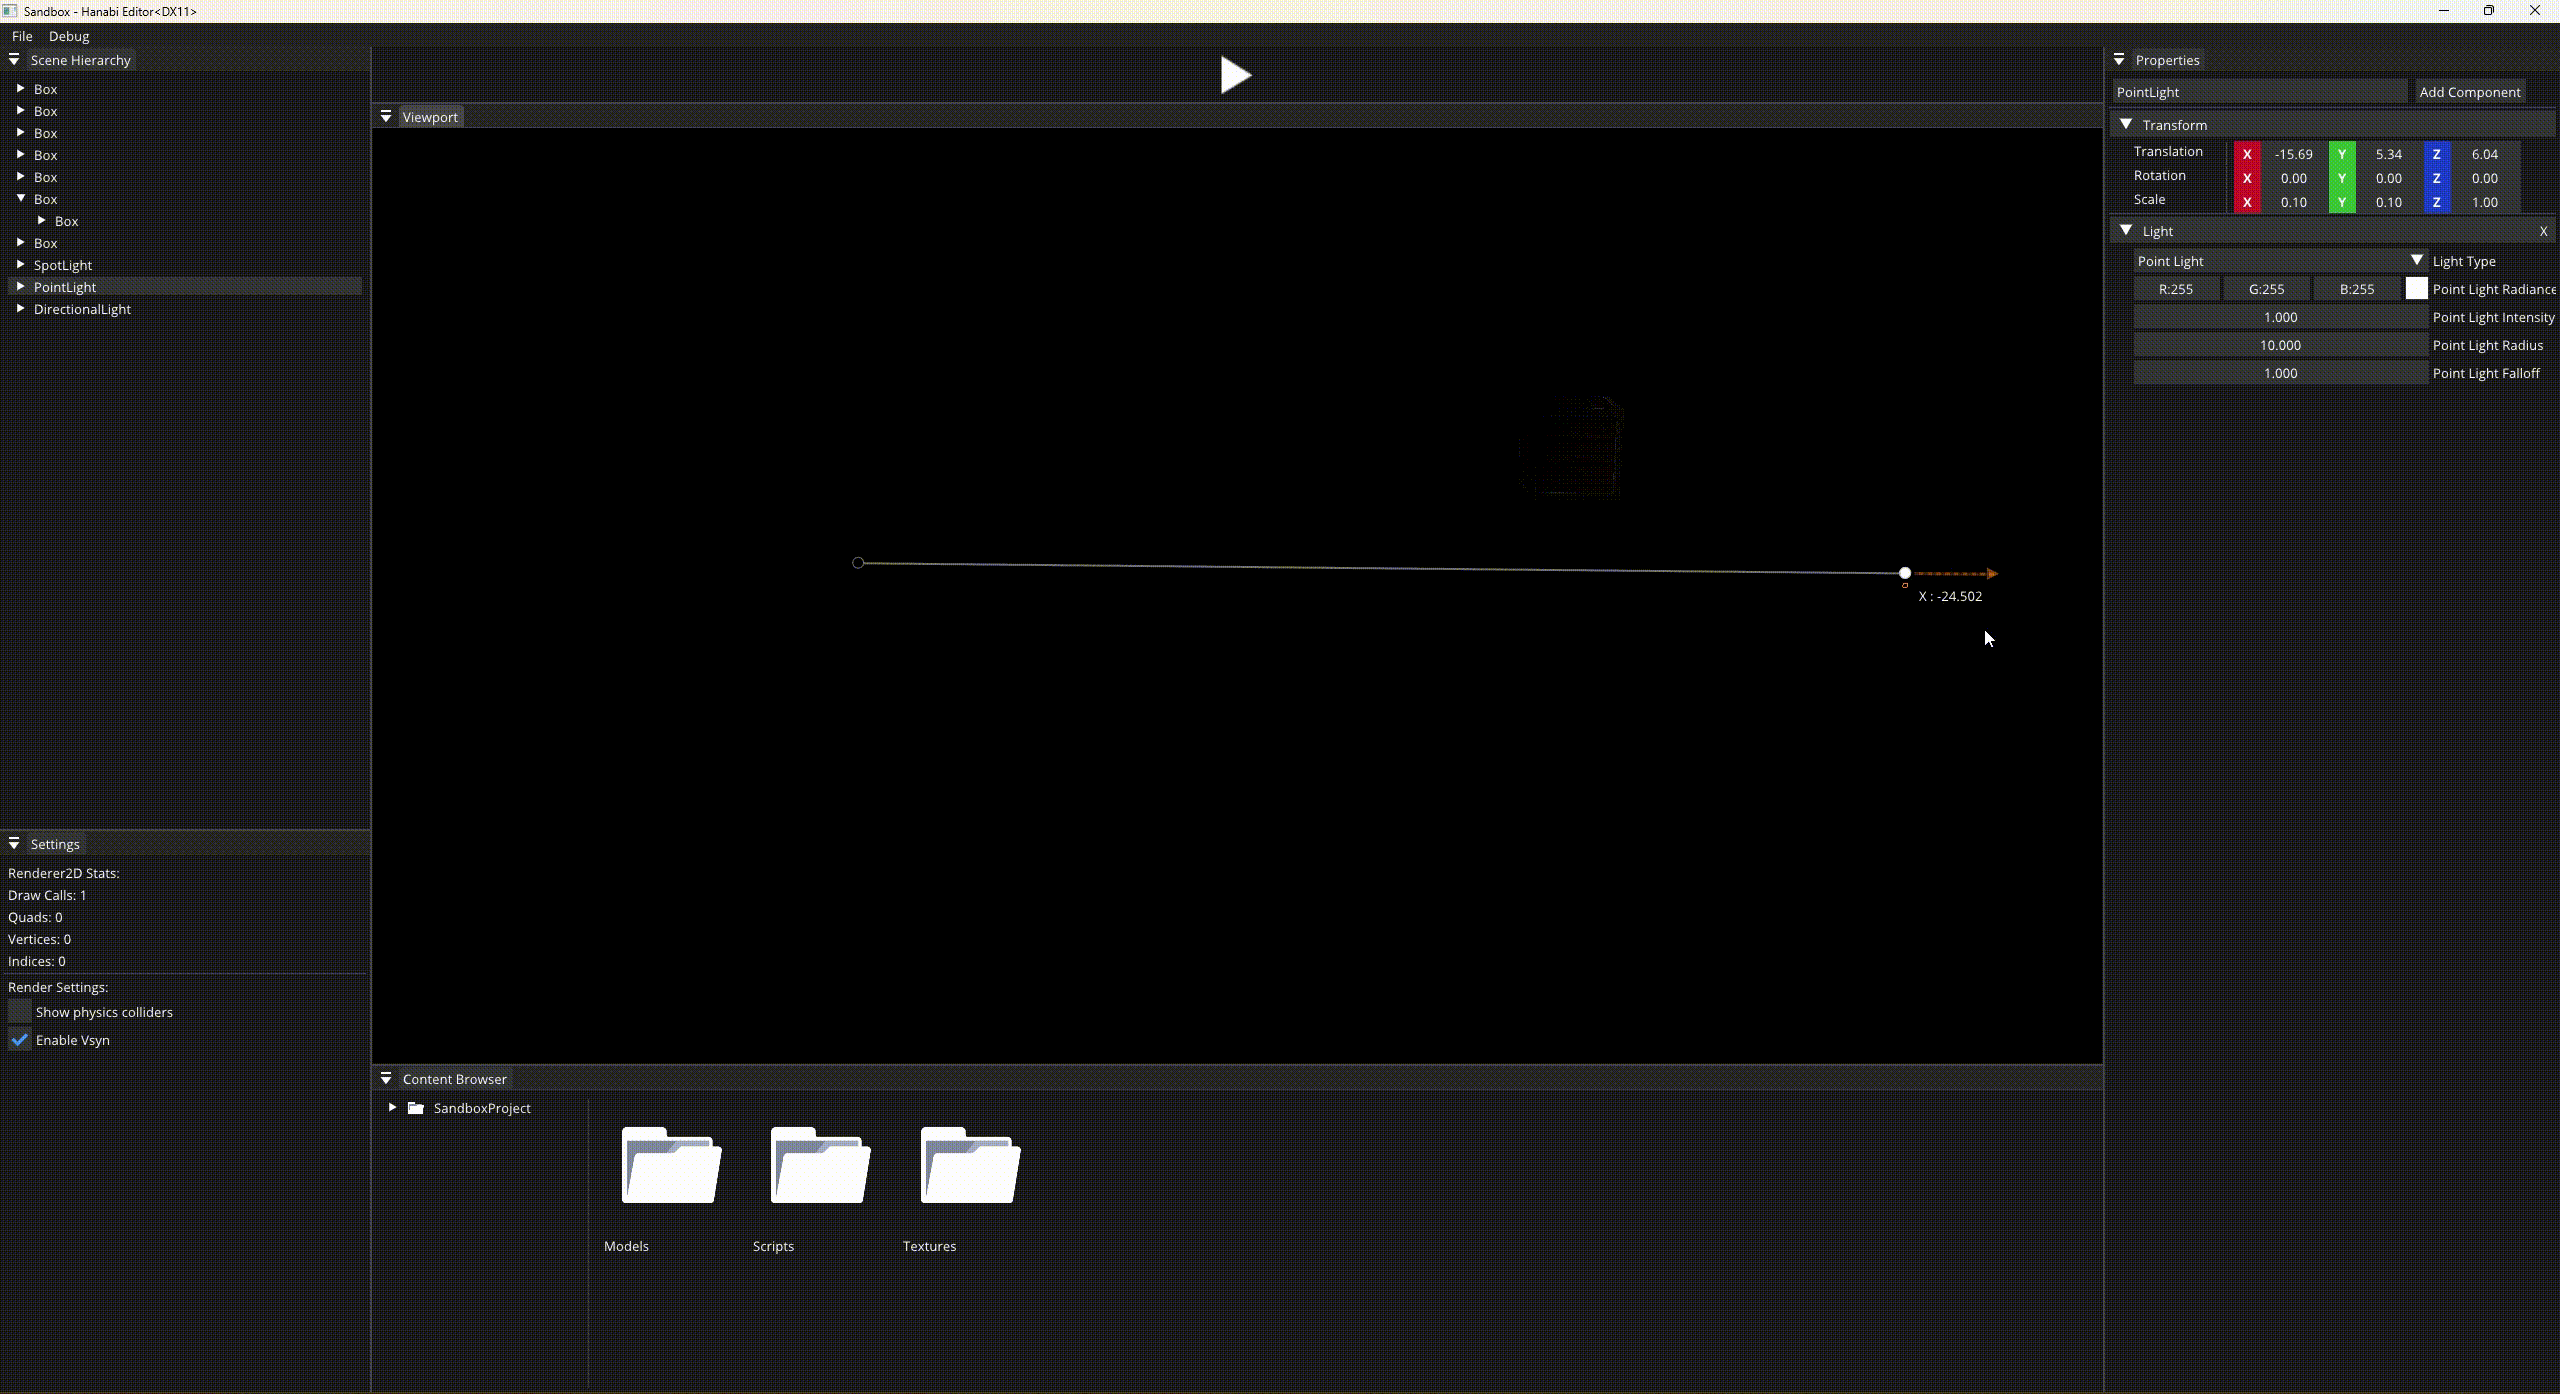 Sandbox - Hanabi Editor<DX11>
File Debug
Scene Hierarchy
Box
Box
Box
Box
Box
Box
Box
Box
SpotLight
PointLight
DirectionalLight
Settings
Renderer2D Stats:
Draw Calls: 1
Quads: 0
Vertices: 0
Indices: 0
Render Settings:
Show physics colliders
Enable Vsyn
Viewport
X : -24.502
Content Browser
SandboxProject
Models Scripts Textures
Properties
PointLight Add Component
Transform
Translation X -15.69 Y 5.34 Z 6.04
Rotation X 0.00 Y 0.00 Z 0.00
Scale X 0.10 Y 0.10 Z 1.00
Light X
Point Light Light Type
R:255 G:255 B:255 Point Light Radiance
1.000 Point Light Intensity
10.000 Point Light Radius
1.000 Point Light Falloff